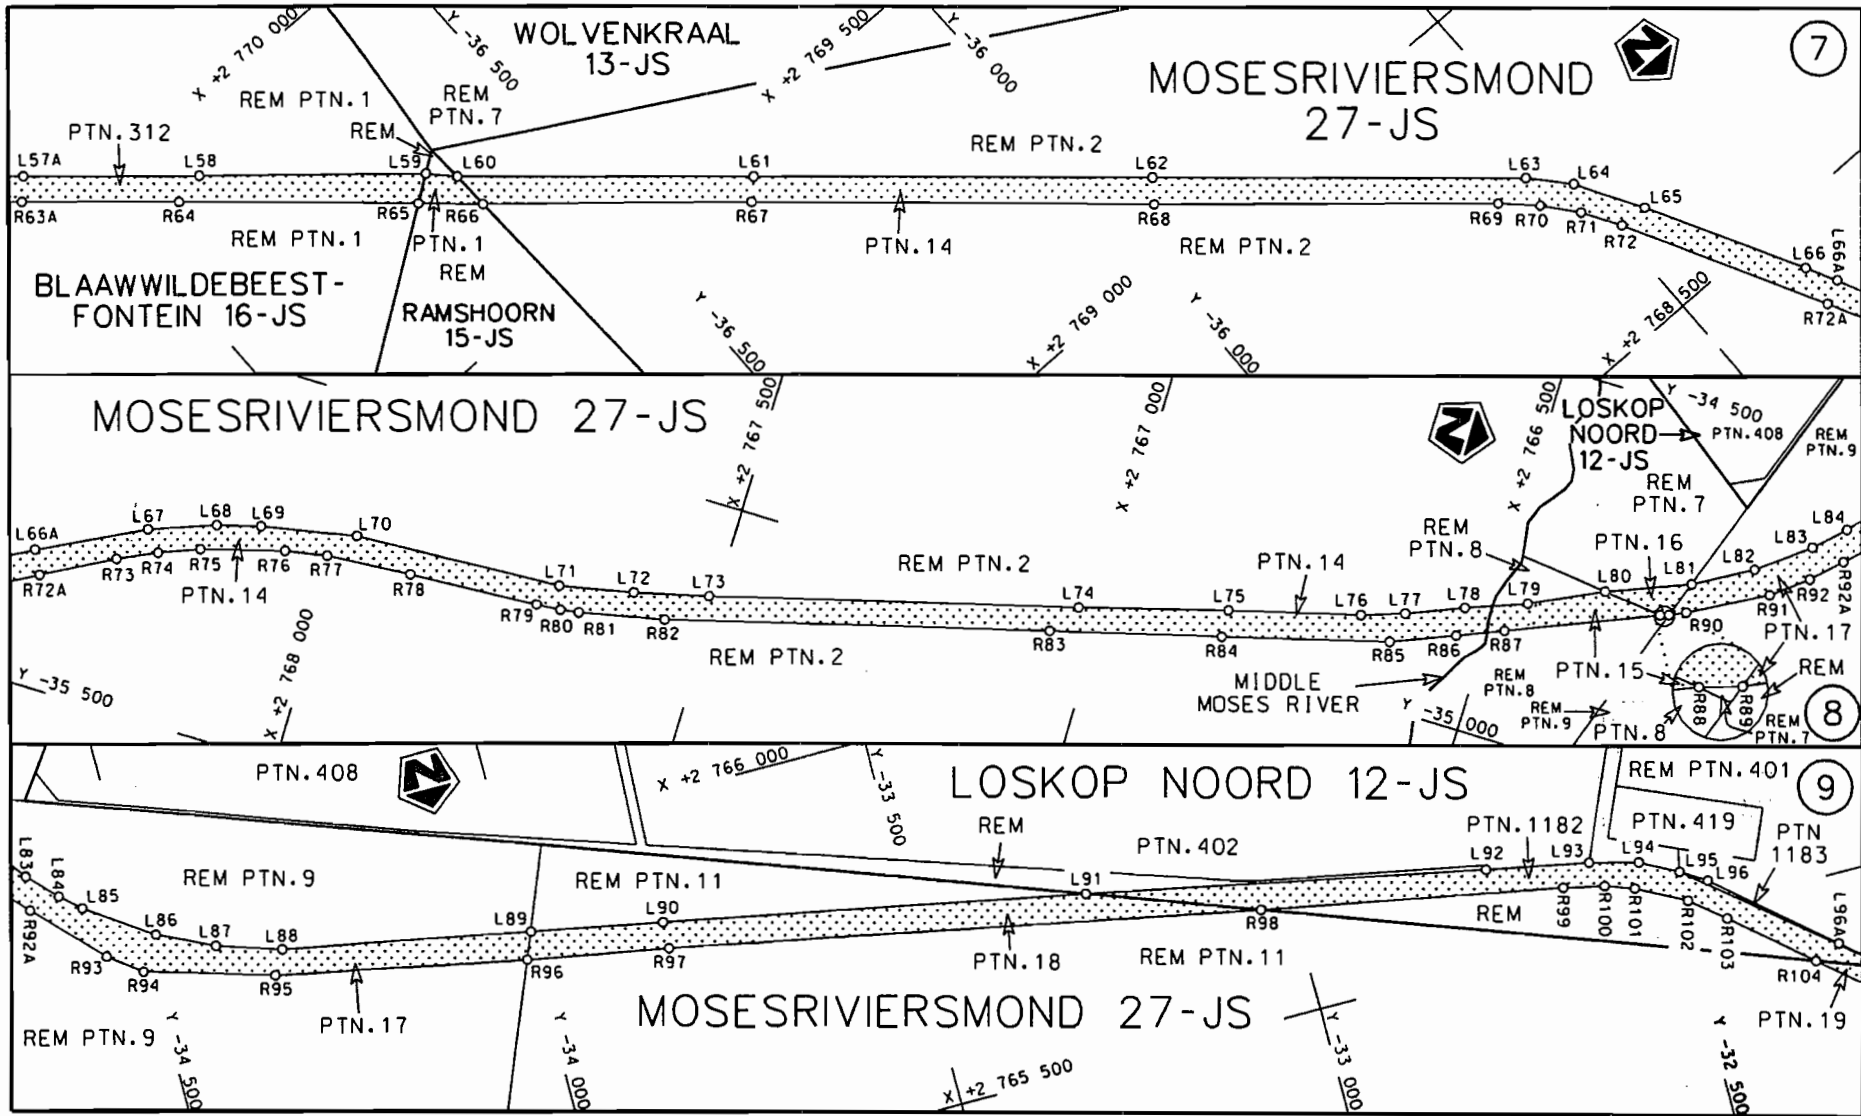 X +2 770 000
Y -36 500
WOLVENKRAAL
13-JS
X +2 769 500
Y -36 000
MOSESRIVIERSMOND
27-JS
N
7
REM PTN.1
REM
PTN.7
PTN.312
REM
REM PTN.2
L57A
L58
L59
L60
L61
L62
L63
L64
L65
L66
L66A
R63A
R64
R65
R66
R67
R68
R69
R70
R71
R72
R72A
REM PTN.1
PTN.1
REM
PTN.14
REM PTN.2
BLAAWWILDEBEEST-
FONTEIN 16-JS
RAMSHOORN
15-JS
Y -36 500
X +2 769 000
Y -36 000
X +2 768 500
MOSESRIVIERSMOND 27-JS
X +2 767 500
X +2 767 000
N
X +2 766 500
LOSKOP
NOORD
12-JS
Y -34 500
PTN.408
REM
PTN.9
REM
PTN.7
REM
PTN.8
PTN.16
L66A
L67
L68
L69
L70
L71
L72
L73
REM PTN.2
L74
L75
PTN.14
L76
L77
L78
L79
L80
L81
L82
L83
L84
R72A
R73
R74
R75
R76
R77
R78
R79
R80
R81
R82
R83
R84
R85
R86
R87
R90
R91
R92
R92A
PTN.14
REM PTN.2
Y -35 500
X +2 768 000
MIDDLE
MOSES RIVER
REM
PTN.8
PTN.15
PTN.17
REM
R88
R89
REM
PTN.9
PTN.8
REM
PTN.7
Y -35 000
8
PTN.408
N
X +2 766 000
Y -33 500
LOSKOP NOORD 12-JS
REM PTN.401
9
REM
PTN.402
PTN.1182
PTN.419
PTN
1183
L83
L84
L85
L86
L87
L88
L89
L90
L91
L92
L93
L94
L95
L96
L96A
REM PTN.9
REM PTN.11
REM
R92A
R93
R94
R95
R96
R97
R98
R99
R100
R101
R102
R103
R104
PTN.17
PTN.18
REM PTN.11
PTN.19
REM PTN.9
MOSESRIVIERSMOND 27-JS
Y -34 500
Y -34 000
X +2 765 500
Y -33 000
Y -32 500